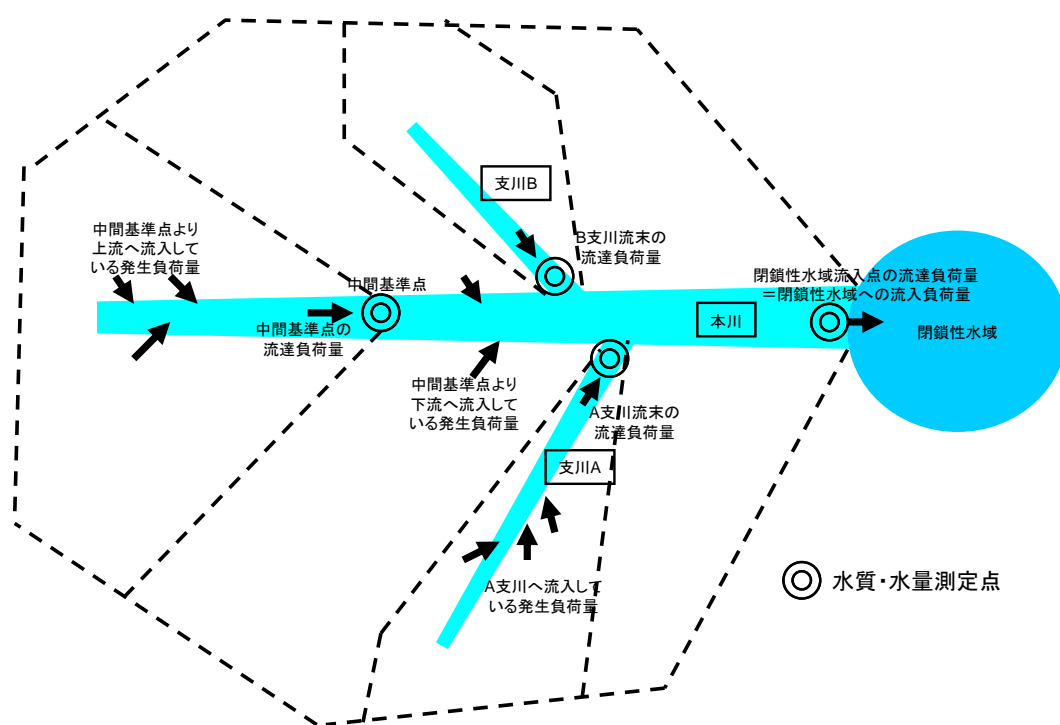 支川B
中間基準点より
上流へ流入して
いる発生負荷量
B支川流末の
流達負荷量
中間基準点
閉鎖性水域流入点の流達負荷量
＝閉鎖性水域への流入負荷量
本川
閉鎖性水域
中間基準点の
流達負荷量
中間基準点より
下流へ流入して
いる発生負荷量
A支川流末の
流達負荷量
支川A
A支川へ流入して
いる発生負荷量
水質・水量測定点